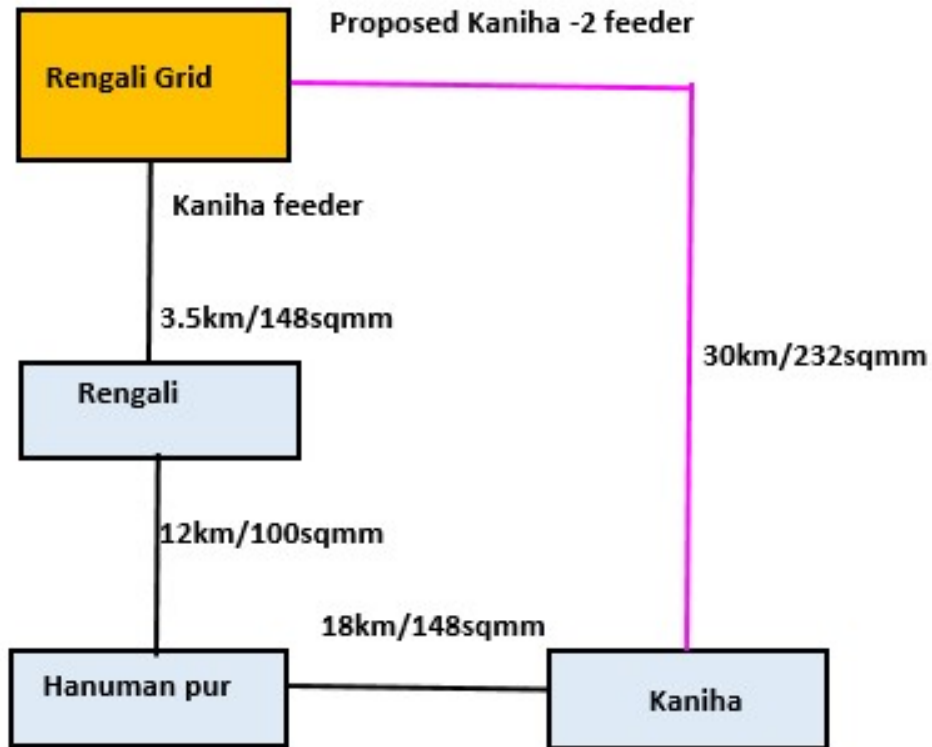 Proposed Kaniha -2 feeder
Rengali Grid
Kaniha feeder
3.5km/148sqmm
30km/232sqmm
Rengali
12km/100sqmm
18km/148sqmm
Hanuman pur
Kaniha